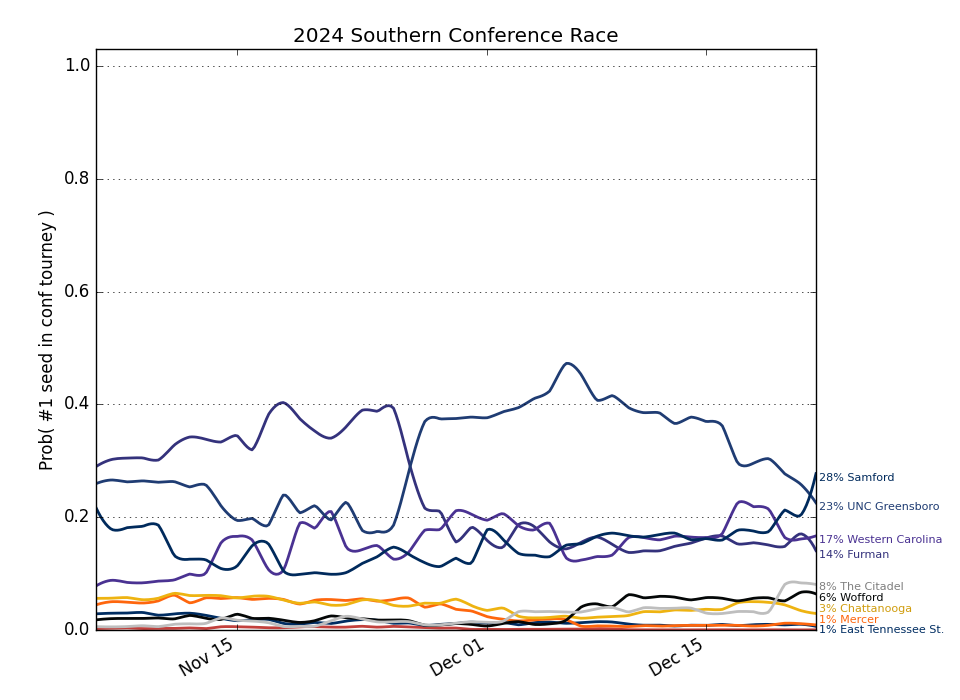 2024 Southern Conference Race
Prob( #1 seed in conf tourney )
1.0
0.8
0.6
0.4
0.2
0.0
Nov 15
Dec 01
Dec 15
28% Samford
23% UNC Greensboro
17% Western Carolina
14% Furman
8% The Citadel
6% Wofford
3% Chattanooga
1% Mercer
1% East Tennessee St.